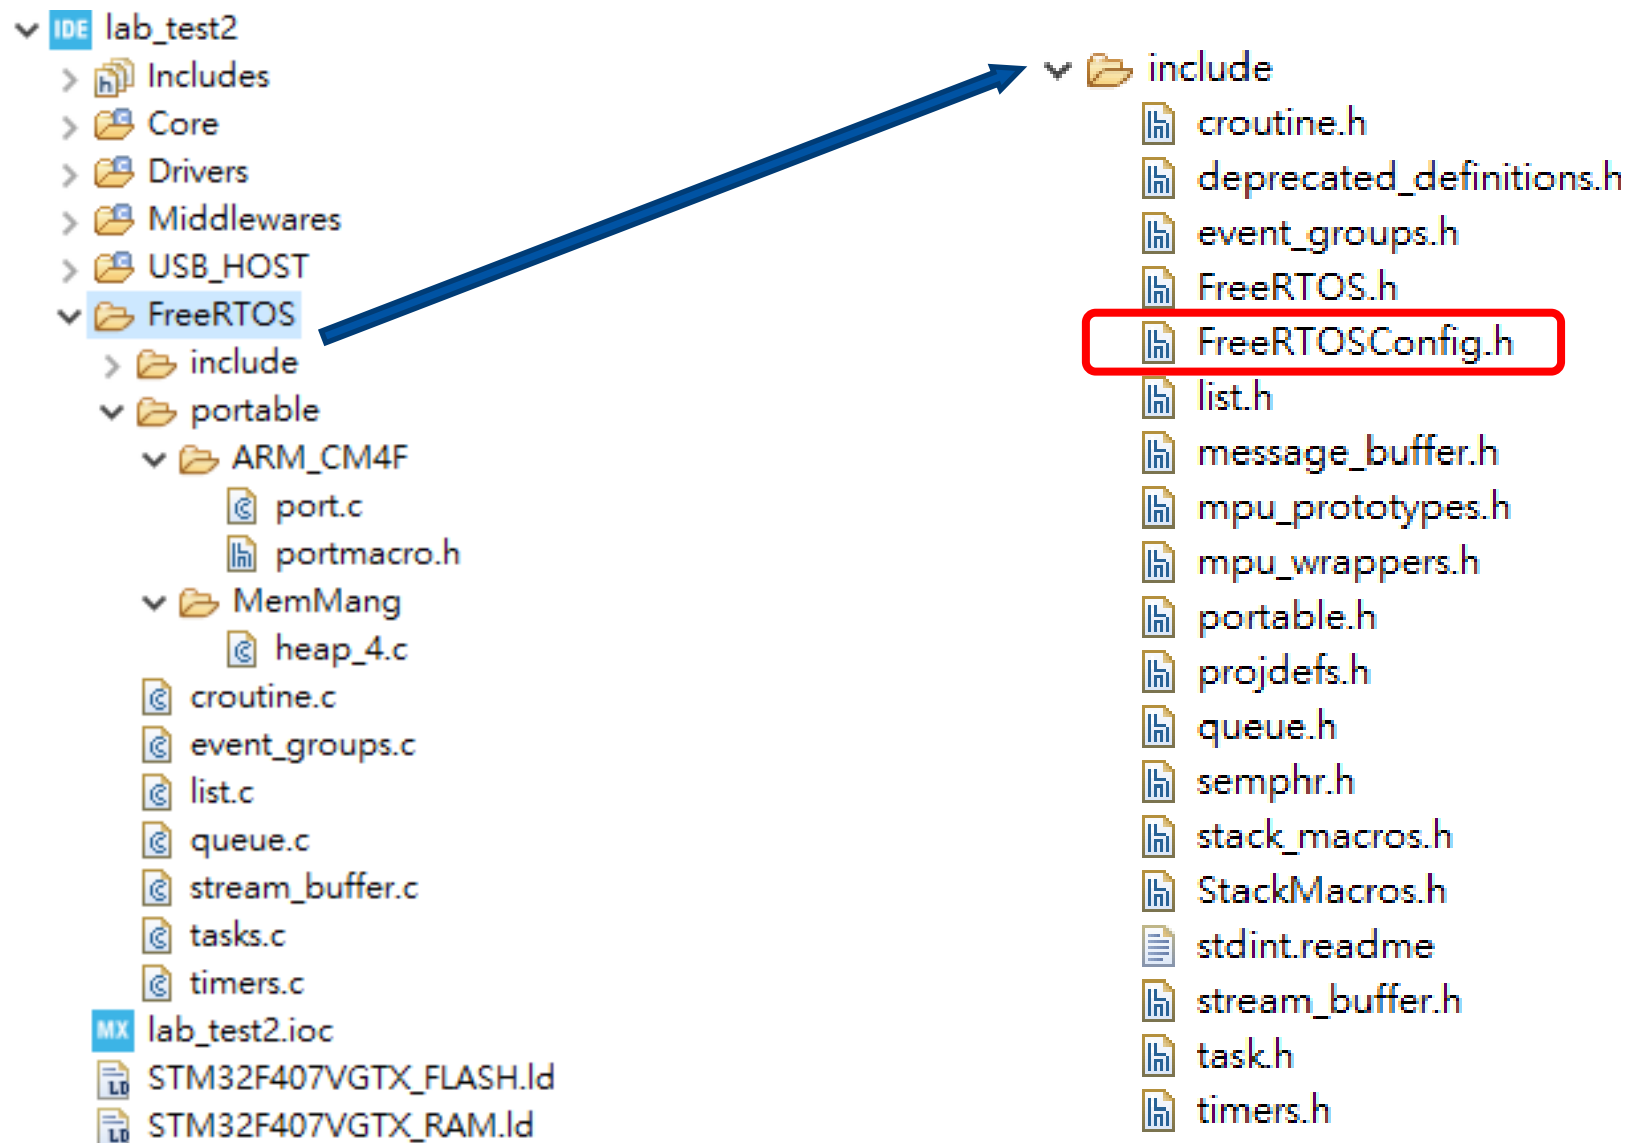 IDE lab_test2
Includes
Core
Drivers
Middlewares
USB_HOST
FreeRTOS
include
portable
ARM_CM4F
port.c
portmacro.h
MemMang
heap_4.c
croutine.c
event_groups.c
list.c
queue.c
stream_buffer.c
tasks.c
timers.c
MX lab_test2.ioc
STM32F407VGTX_FLASH.ld
STM32F407VGTX_RAM.ld
include
croutine.h
deprecated_definitions.h
event_groups.h
FreeRTOS.h
FreeRTOSConfig.h
list.h
message_buffer.h
mpu_prototypes.h
mpu_wrappers.h
portable.h
projdefs.h
queue.h
semphr.h
stack_macros.h
StackMacros.h
stdint.readme
stream_buffer.h
task.h
timers.h